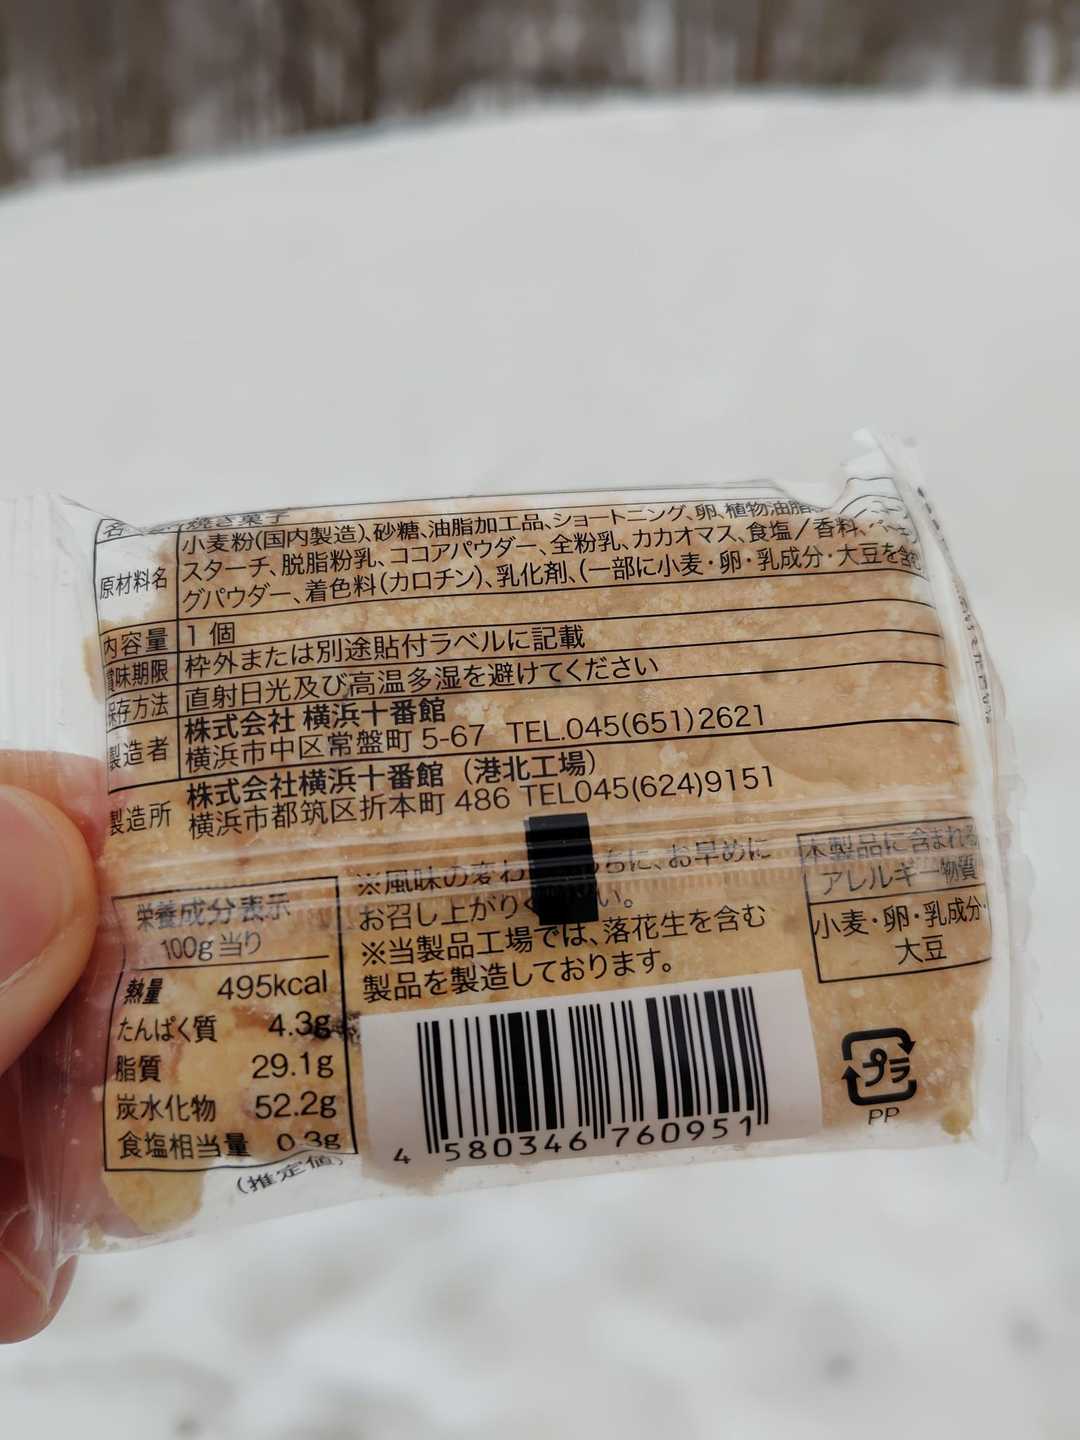 焼き菓子
原材料名
小麦粉(国内製造)、砂糖、油脂加工品、ショートニング、卵、植物油脂、
スターチ、脱脂粉乳、ココアパウダー、全粉乳、カカオマス、食塩/香料、
グパウダー、着色料(カロチン)、乳化剤、(一部に小麦・卵・乳成分・大豆を含む
内容量 1個
賞味期限 枠外または別途貼付ラベルに記載
保存方法 直射日光及び高温多湿を避けてください
製造者 株式会社 横浜十番館
横浜市中区常盤町 5-67 TEL.045(651)2621
製造所 株式会社横浜十番館(港北工場)
横浜市都筑区折本町 486 TEL045(624)9151
※風味の変わ ちに、お早めに
お召し上がりく い。
※当製品工場では、落花生を含む
製品を製造しております。
本製品に含まれる
アレルギー物質
小麦・卵・乳成分・
大豆
栄養成分表示
100g当り
熱量 495kcal
たんぱく質 4.3g
脂質 29.1g
炭水化物 52.2g
食塩相当量 0.3g
(推定値)
4 580346 760951
プラ
PP